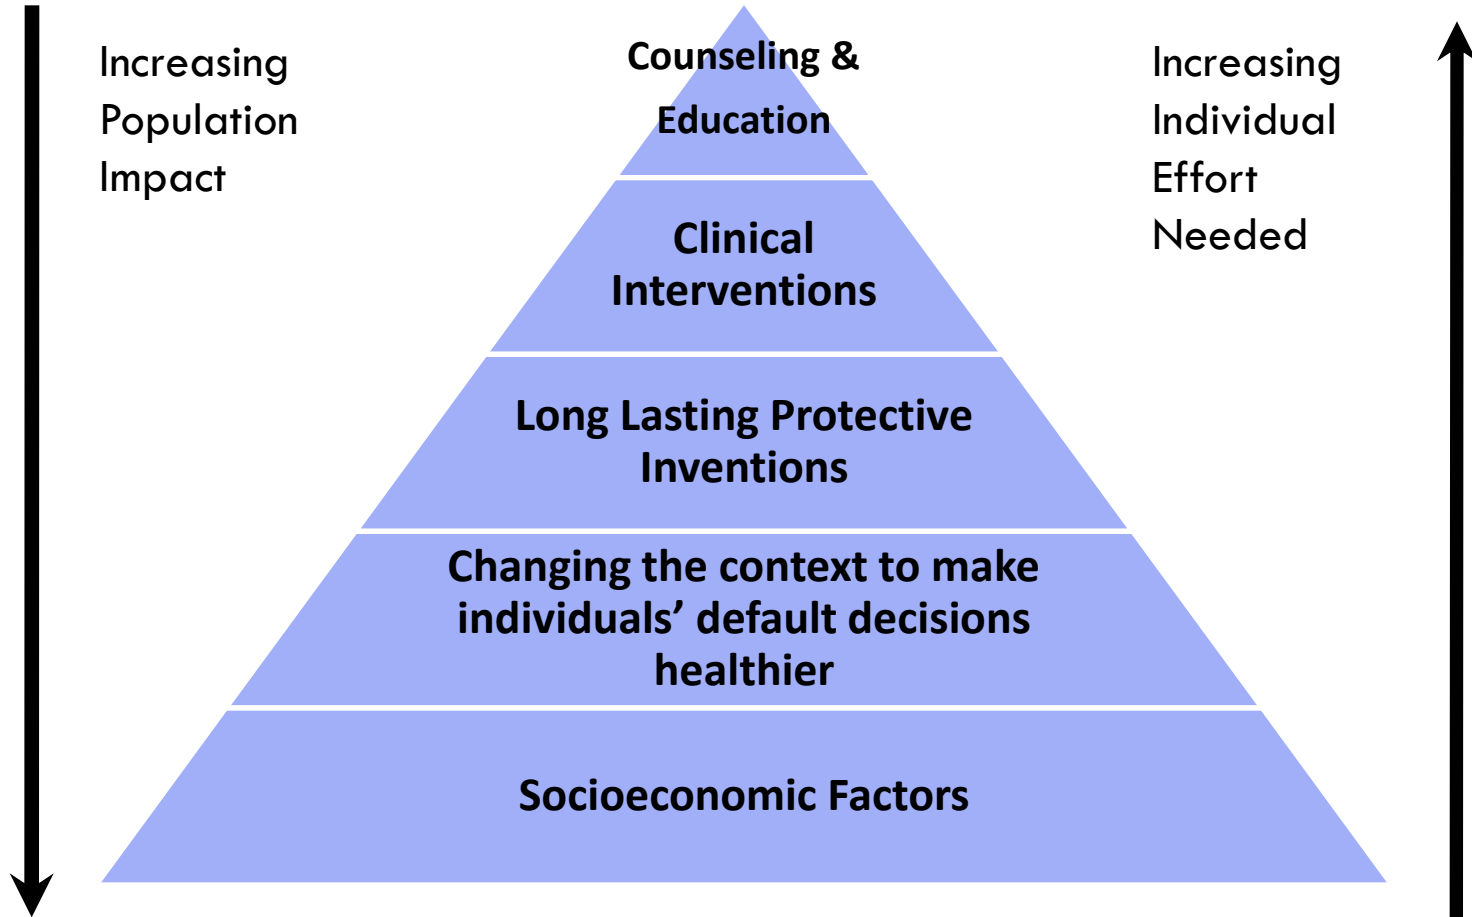 Increasing
Population
Impact
Counseling &
Education
Increasing
Individual
Effort
Needed
Clinical
Interventions
Long Lasting Protective
Inventions
Changing the context to make
individuals’ default decisions
healthier
Socioeconomic Factors